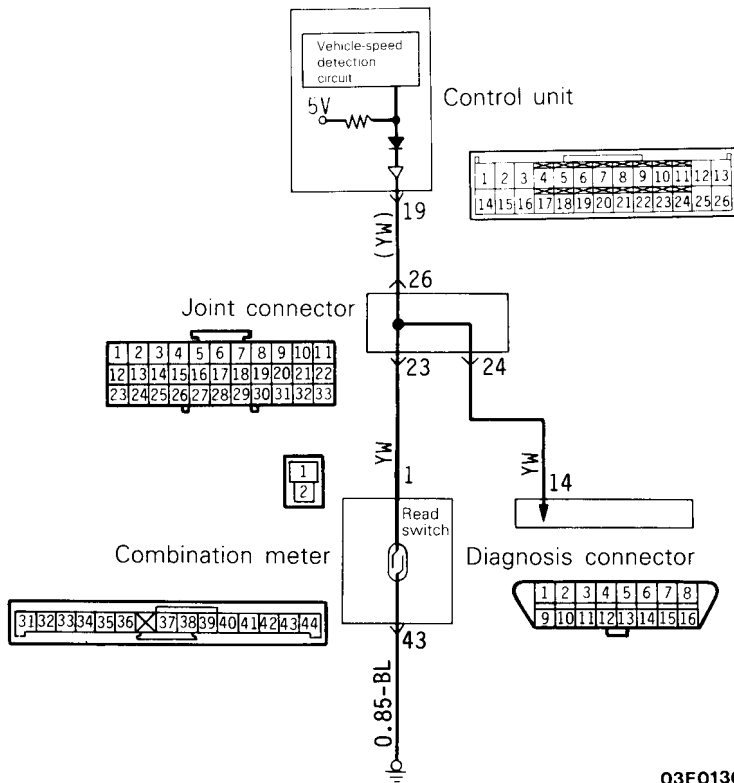 Vehicle-speed
detection
circuit
5V
Control unit
1 2 3 4 5 6 7 8 9 10 11 12 13
14 15 16 17 18 19 20 21 22 23 24 25 26
19
(YW)
26
Joint connector
1 2 3 4 5 6 7 8 9 10 11
12 13 14 15 16 17 18 19 20 21 22
23 24 25 26 27 28 29 30 31 32 33
23
24
YW
1
YW
14
1
2
Read
switch
Combination meter
Diagnosis connector
31 32 33 34 35 36 37 38 39 40 41 42 43 44
1 2 3 4 5 6 7 8
9 10 11 12 13 14 15 16
43
0.85-BL